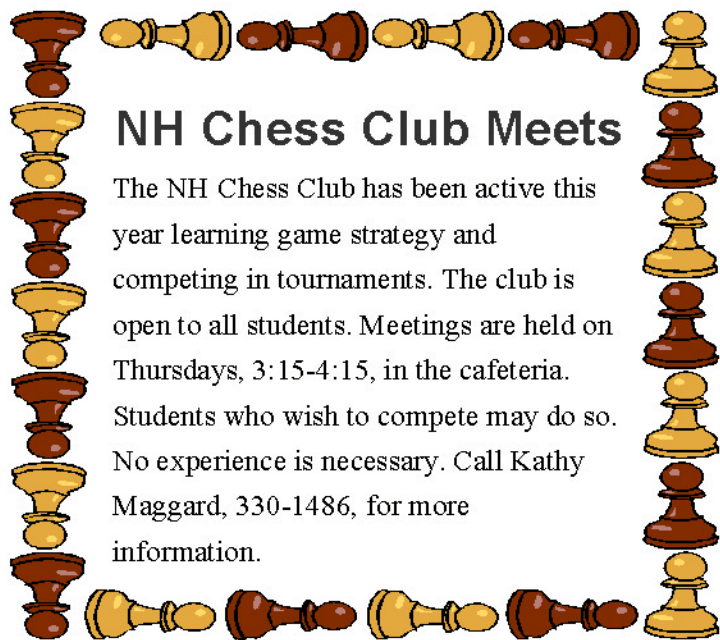 NH Chess Club Meets
The NH Chess Club has been active this
year learning game strategy and
competing in tournaments. The club is
open to all students. Meetings are held on
Thursdays, 3:15-4:15, in the cafeteria.
Students who wish to compete may do so.
No experience is necessary. Call Kathy
Maggard, 330-1486, for more
information.